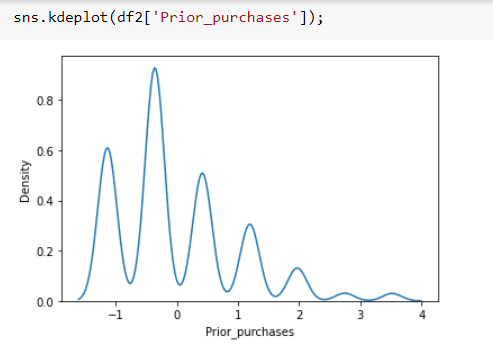 sns.kdeplot(df2['Prior_purchases']);
0.8
0.6
0.4
0.2
0.0
Density
−1 0 1 2 3 4
Prior_purchases